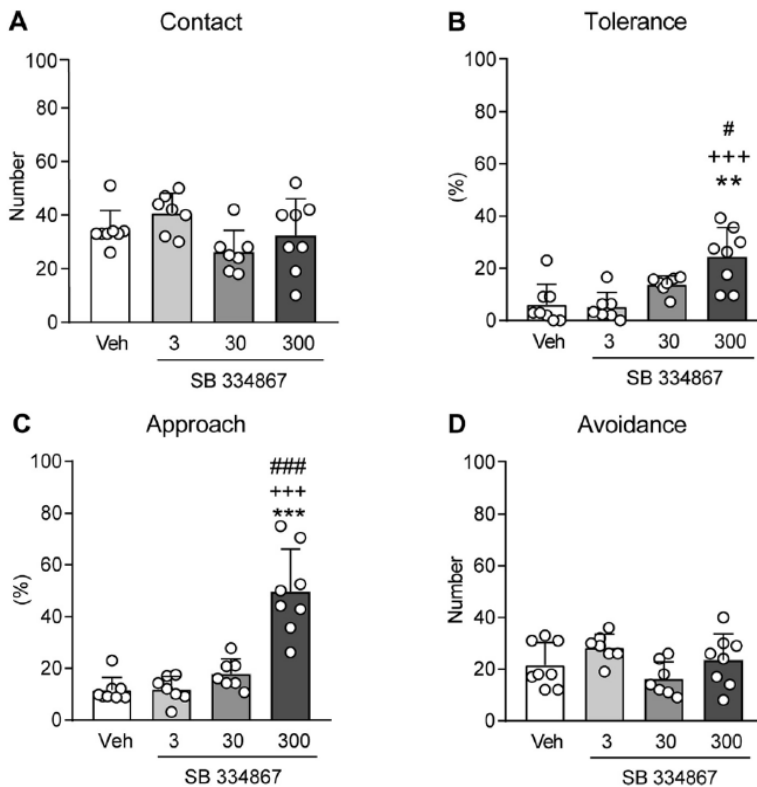 A Contact
Number
100
80
60
40
20
0
Veh 3 30 300
SB 334867
B Tolerance
(%)
100
80
60
40
20
0
#
+++
**
Veh 3 30 300
SB 334867
C Approach
(%)
100
80
60
40
20
0
###
+++
***
Veh 3 30 300
SB 334867
D Avoidance
Number
100
80
60
40
20
0
Veh 3 30 300
SB 334867